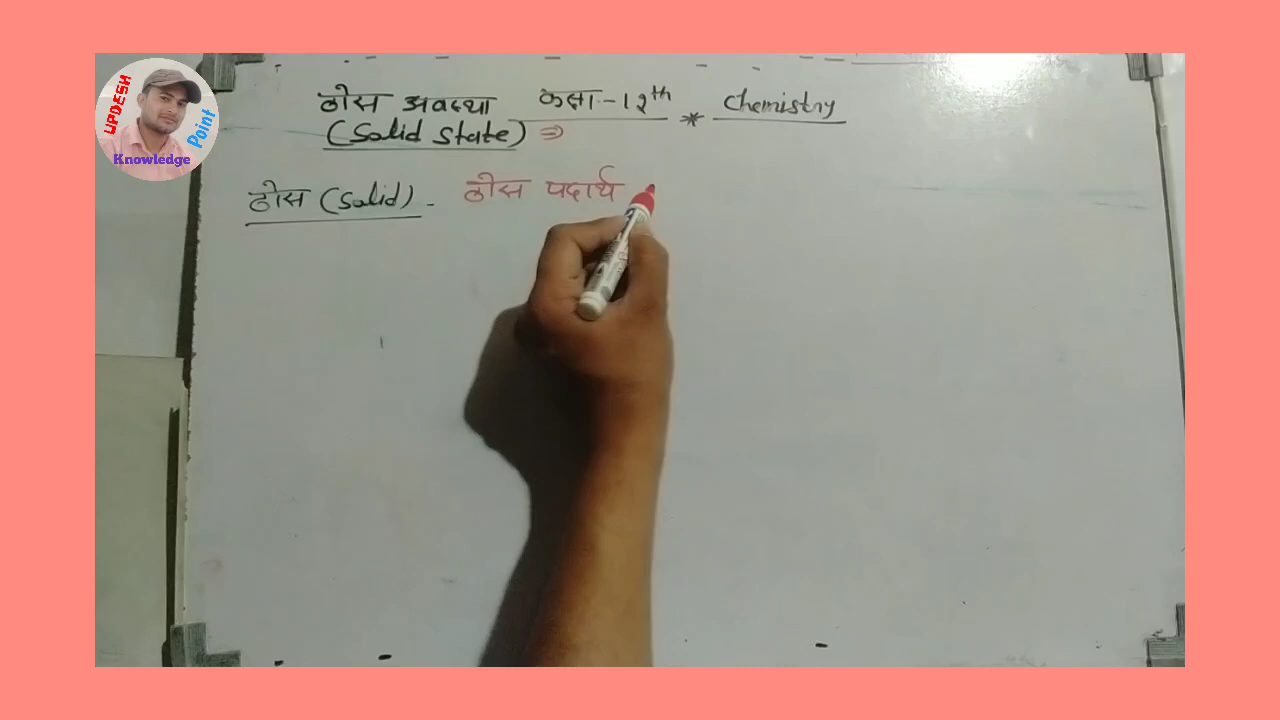 UPDESH
Knowledge
Point
ठोस अवस्था कक्षा-12th * Chemistry
(Solid State) ⇒
ठोस (Solid) - ठोस पदार्थ